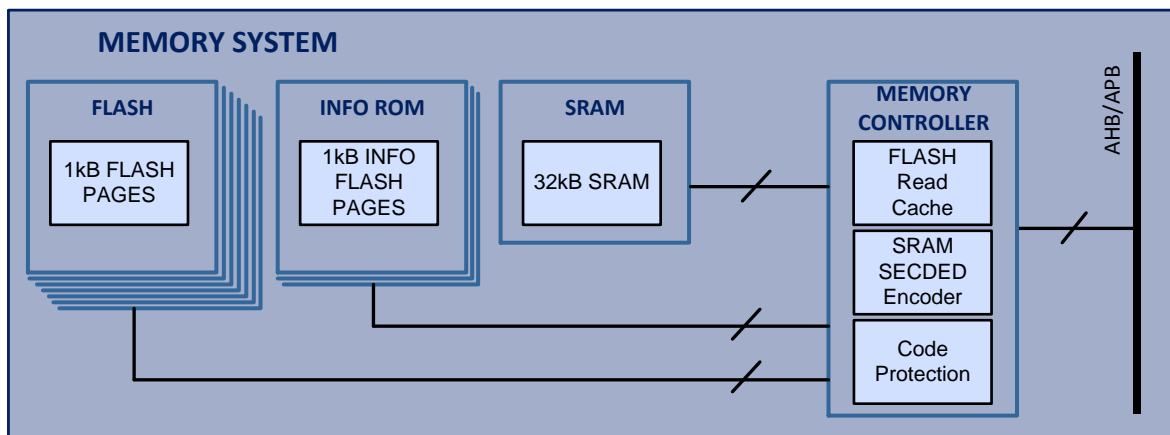 MEMORY SYSTEM
FLASH
1kB FLASH
PAGES
INFO ROM
1kB INFO
FLASH
PAGES
SRAM
32kB SRAM
MEMORY
CONTROLLER
FLASH
Read
Cache
SRAM
SECDED
Encoder
Code
Protection
AHB/APB